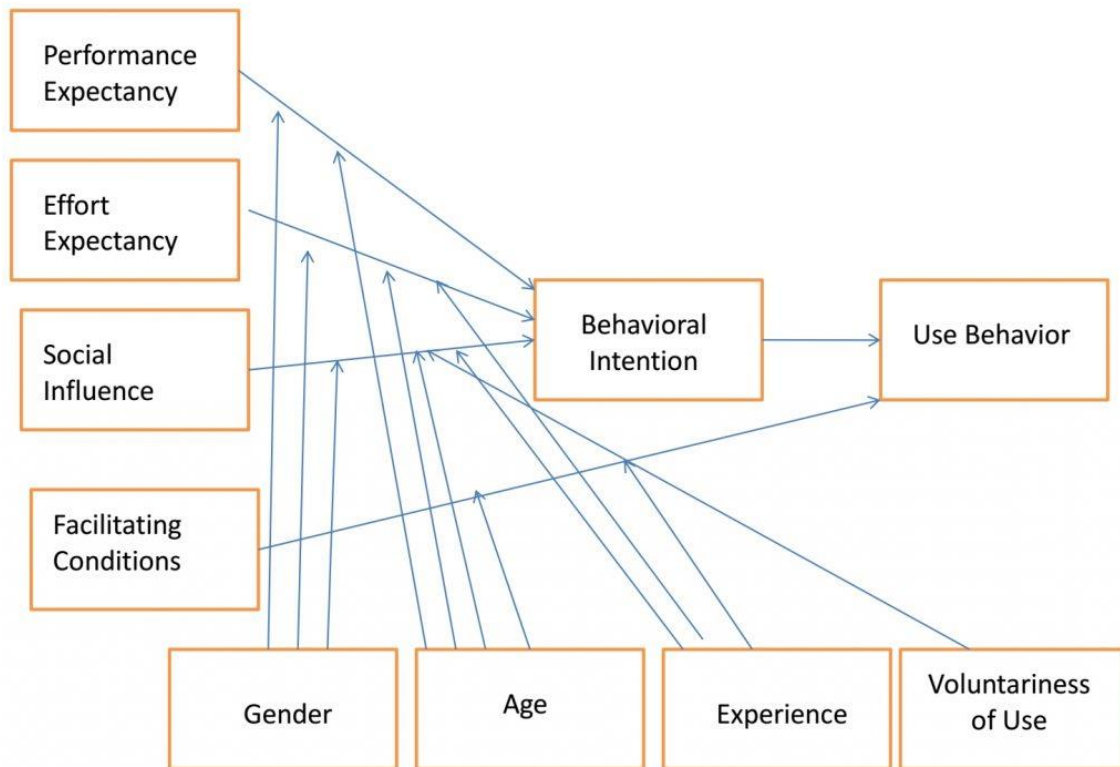 Performance
Expectancy
Effort
Expectancy
Social
Influence
Behavioral
Intention
Use Behavior
Facilitating
Conditions
Gender
Age
Experience
Voluntariness
of Use